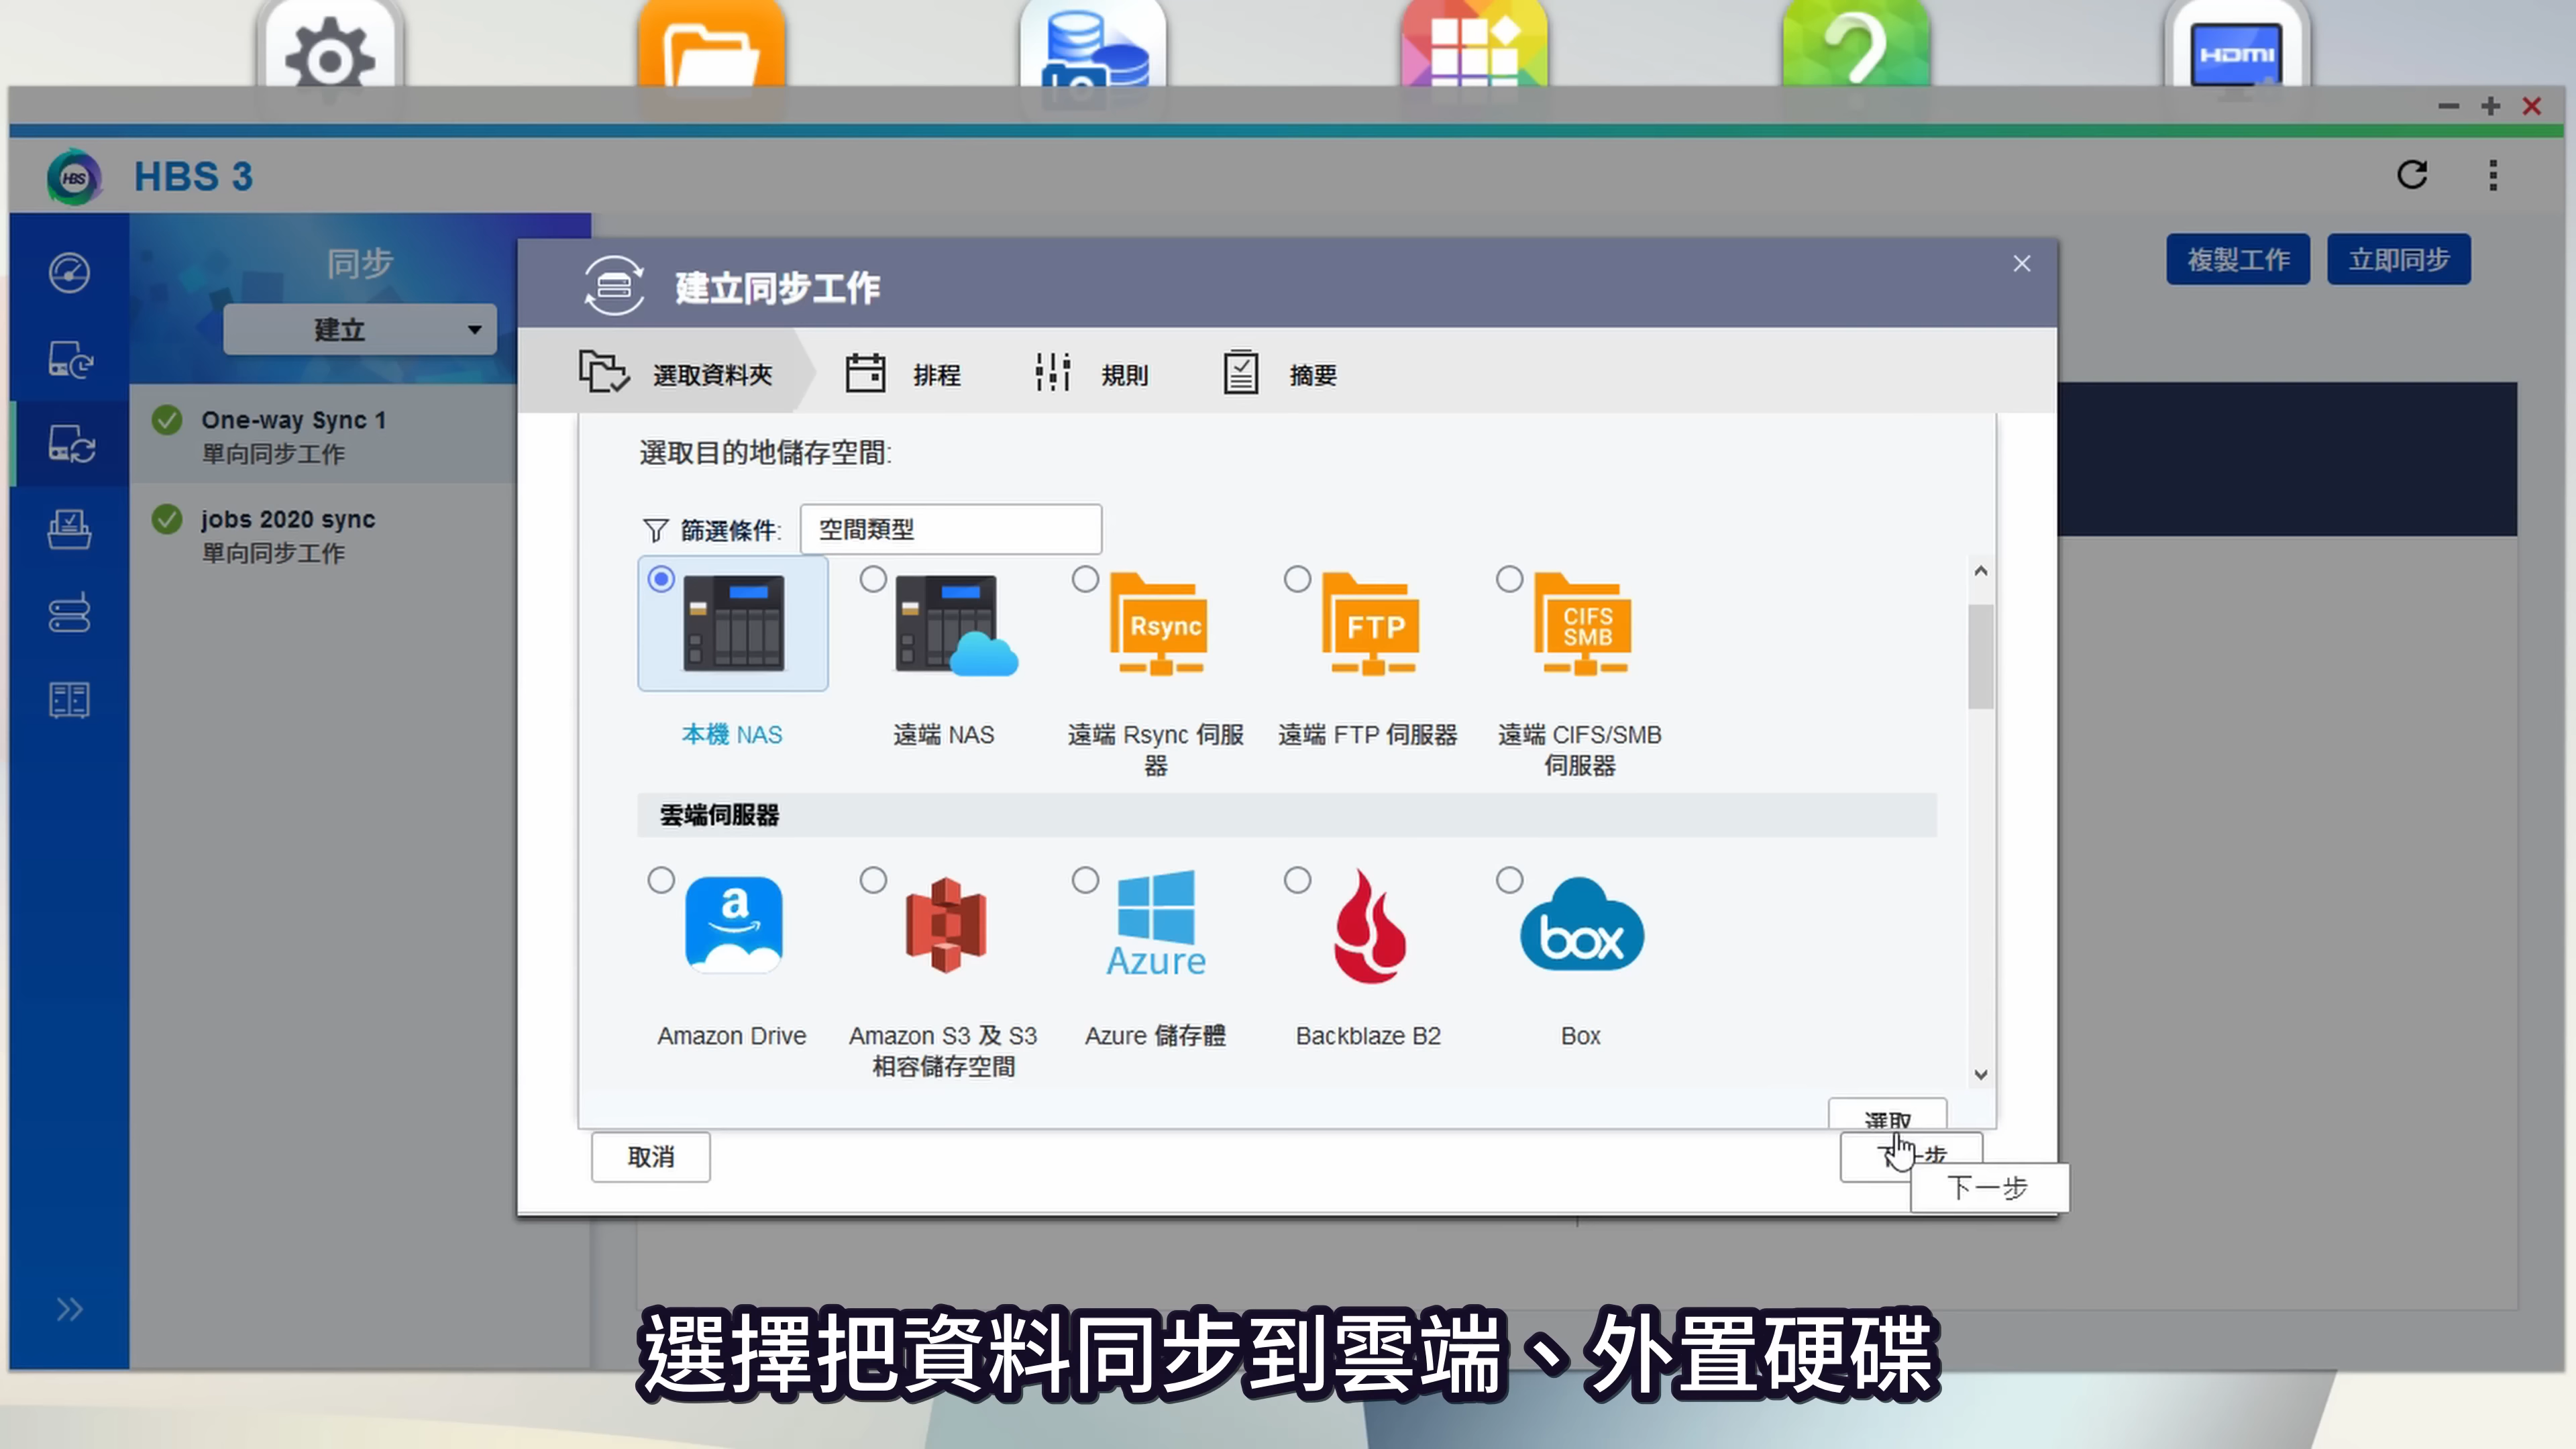 HDMI
HBS
HBS 3
同步
建立
複製工作
立即同步
One-way Sync 1
單向同步工作
jobs 2020 sync
單向同步工作
建立同步工作
選取資料夾
排程
規則
摘要
選取目的地儲存空間:
篩選條件:
空間類型
Rsync
FTP
CIFS
SMB
本機 NAS
遠端 NAS
遠端 Rsync 伺服
器
遠端 FTP 伺服器
遠端 CIFS/SMB
伺服器
雲端伺服器
a
Azure
box
Amazon Drive
Amazon S3 及 S3
相容儲存空間
Azure 儲存體
Backblaze B2
Box
選取
取消
下一步
下一步
選擇把資料同步到雲端、外置硬碟